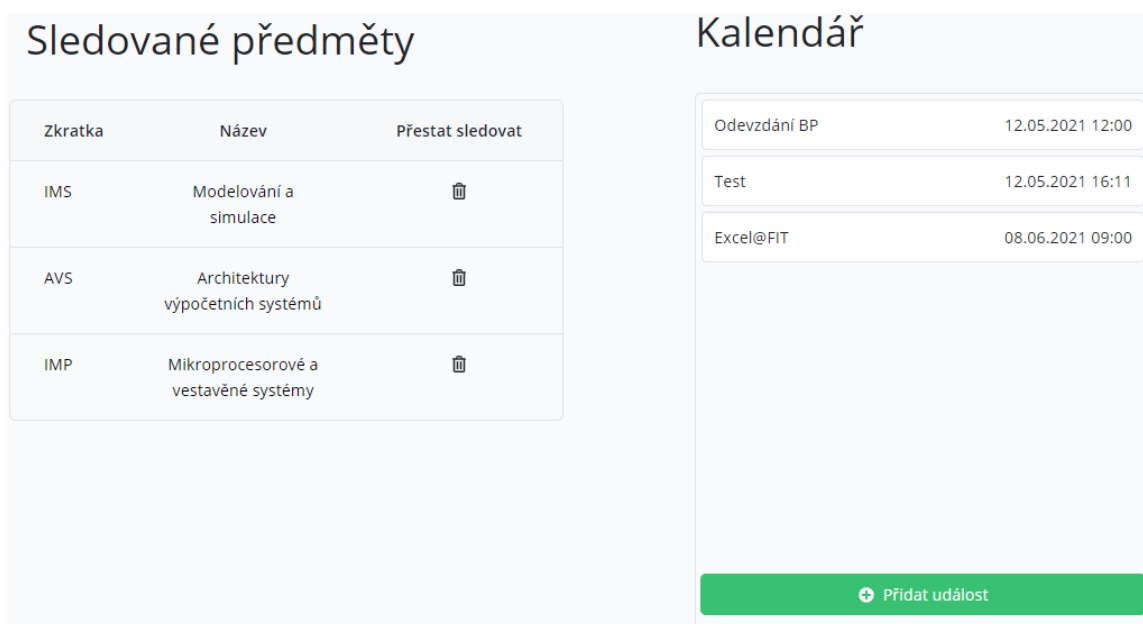 Sledované předměty
Zkratka Název Přestat sledovat
IMS Modelování a
simulace
AVS Architektury
výpočetních systémů
IMP Mikroprocesorové a
vestavěné systémy
Kalendář
Odevzdání BP 12.05.2021 12:00
Test 12.05.2021 16:11
Excel@FIT 08.06.2021 09:00
Přidat událost